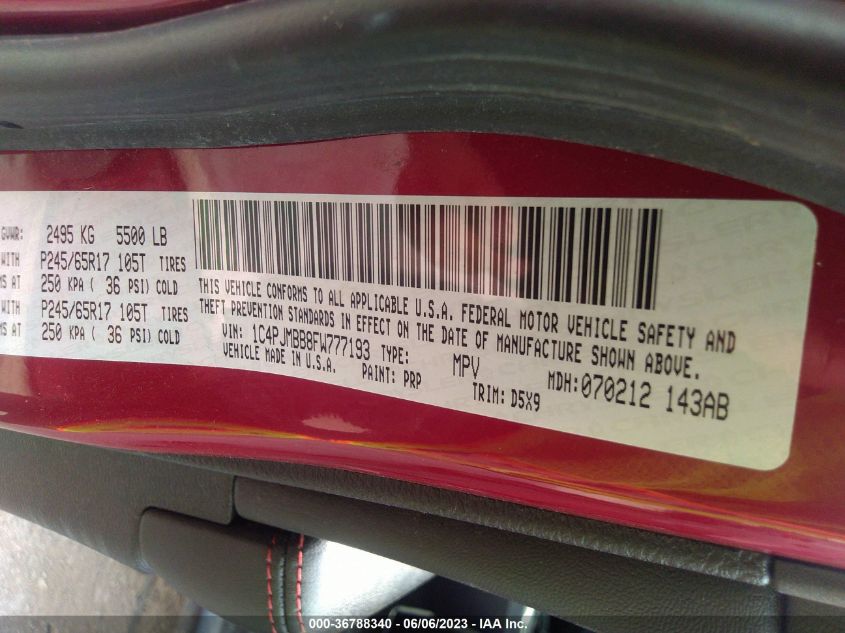 GVWR: 2495 KG 5500 LB
WITH P245/65R17 105T TIRES
MS AT 250 KPA ( 36 PSI) COLD
WITH P245/65R17 105T TIRES
MS AT 250 KPA ( 36 PSI) COLD
THIS VEHICLE CONFORMS TO ALL APPLICABLE U.S.A. FEDERAL MOTOR VEHICLE SAFETY AND
THEFT PREVENTION STANDARDS IN EFFECT ON THE DATE OF MANUFACTURE SHOWN ABOVE.
VIN: 1C4PJMBB8FW777193 TYPE: MPV MDH:070212 143AB
VEHICLE MADE IN U.S.A. PAINT: PRP TRIM: D5X9
000-36788340 - 06/06/2023 - IAA Inc.